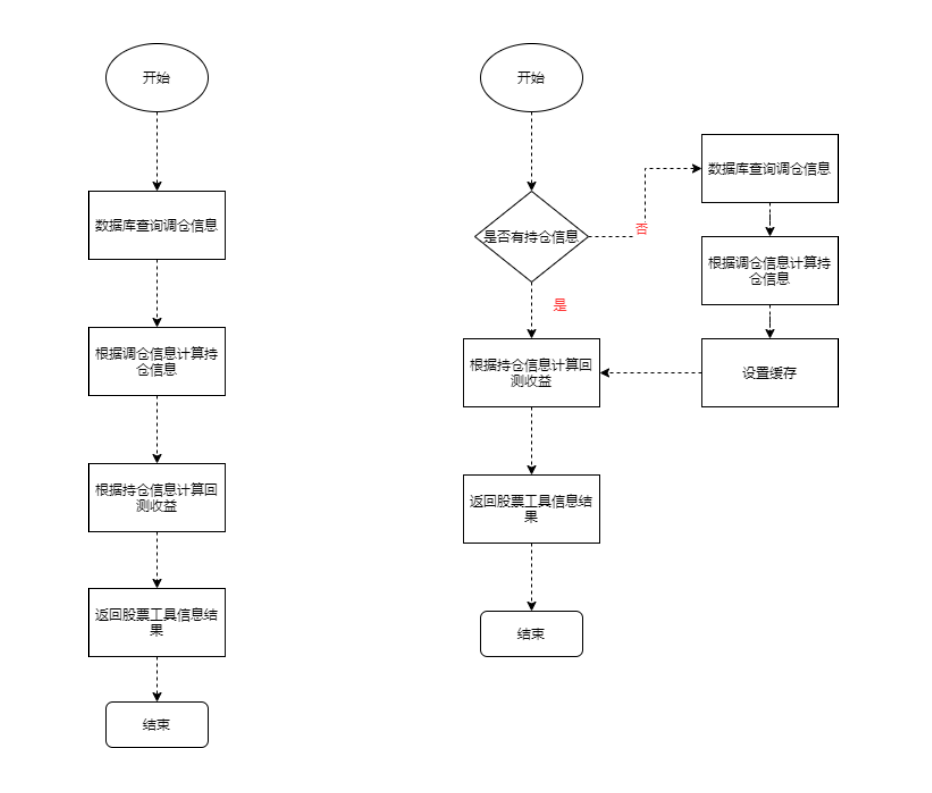 开始
数据库查询调仓信息
根据调仓信息计算持
仓信息
根据持仓信息计算回
测收益
返回股票工具信息结
果
结束
开始
是否有持仓信息
否
数据库查询调仓信息
根据调仓信息计算持
仓信息
设置缓存
是
根据持仓信息计算回
测收益
返回股票工具信息结
果
结束